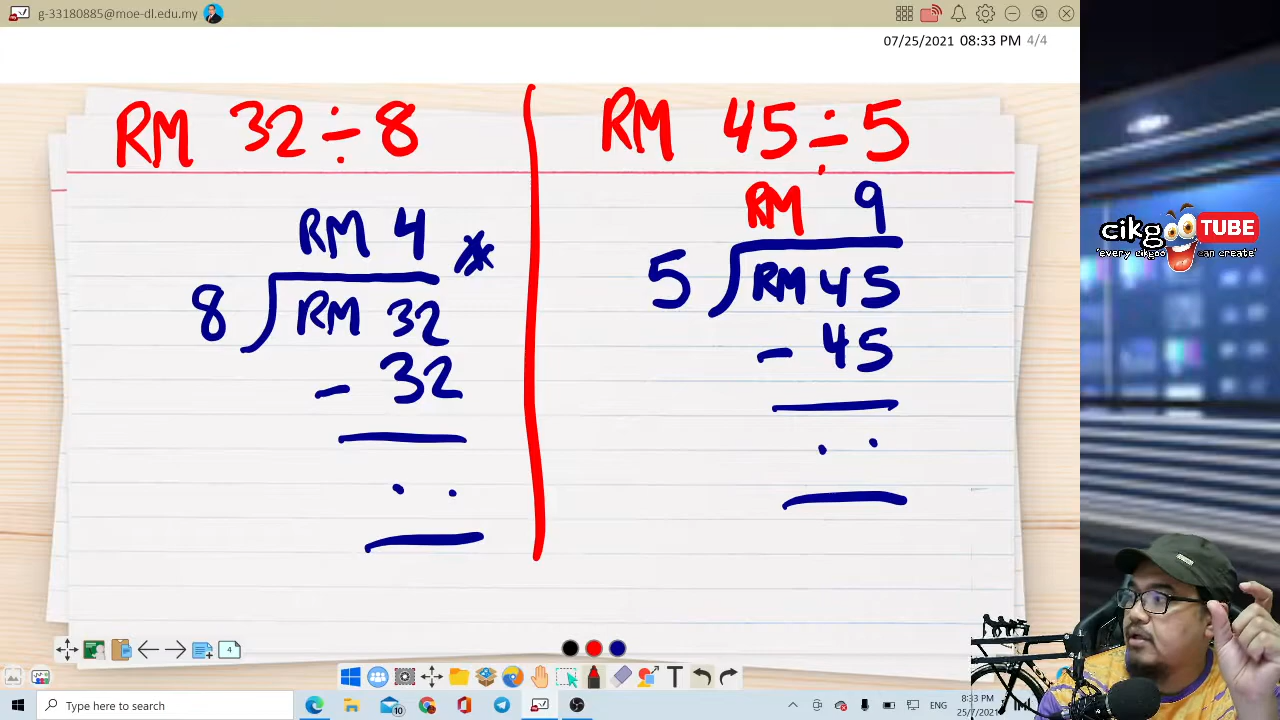 g-33180885@moe-dl.edu.my
07/25/2021 08:33 PM 4/4
RM 32 ÷ 8
RM 4
8 RM 32
- 32
RM 45 ÷ 5
RM 9
5 RM 45
- 45
cikgooTUBE
'every cikgoo can create'
4
T
Type here to search
10
ENG
8:33 PM
25/7/2021